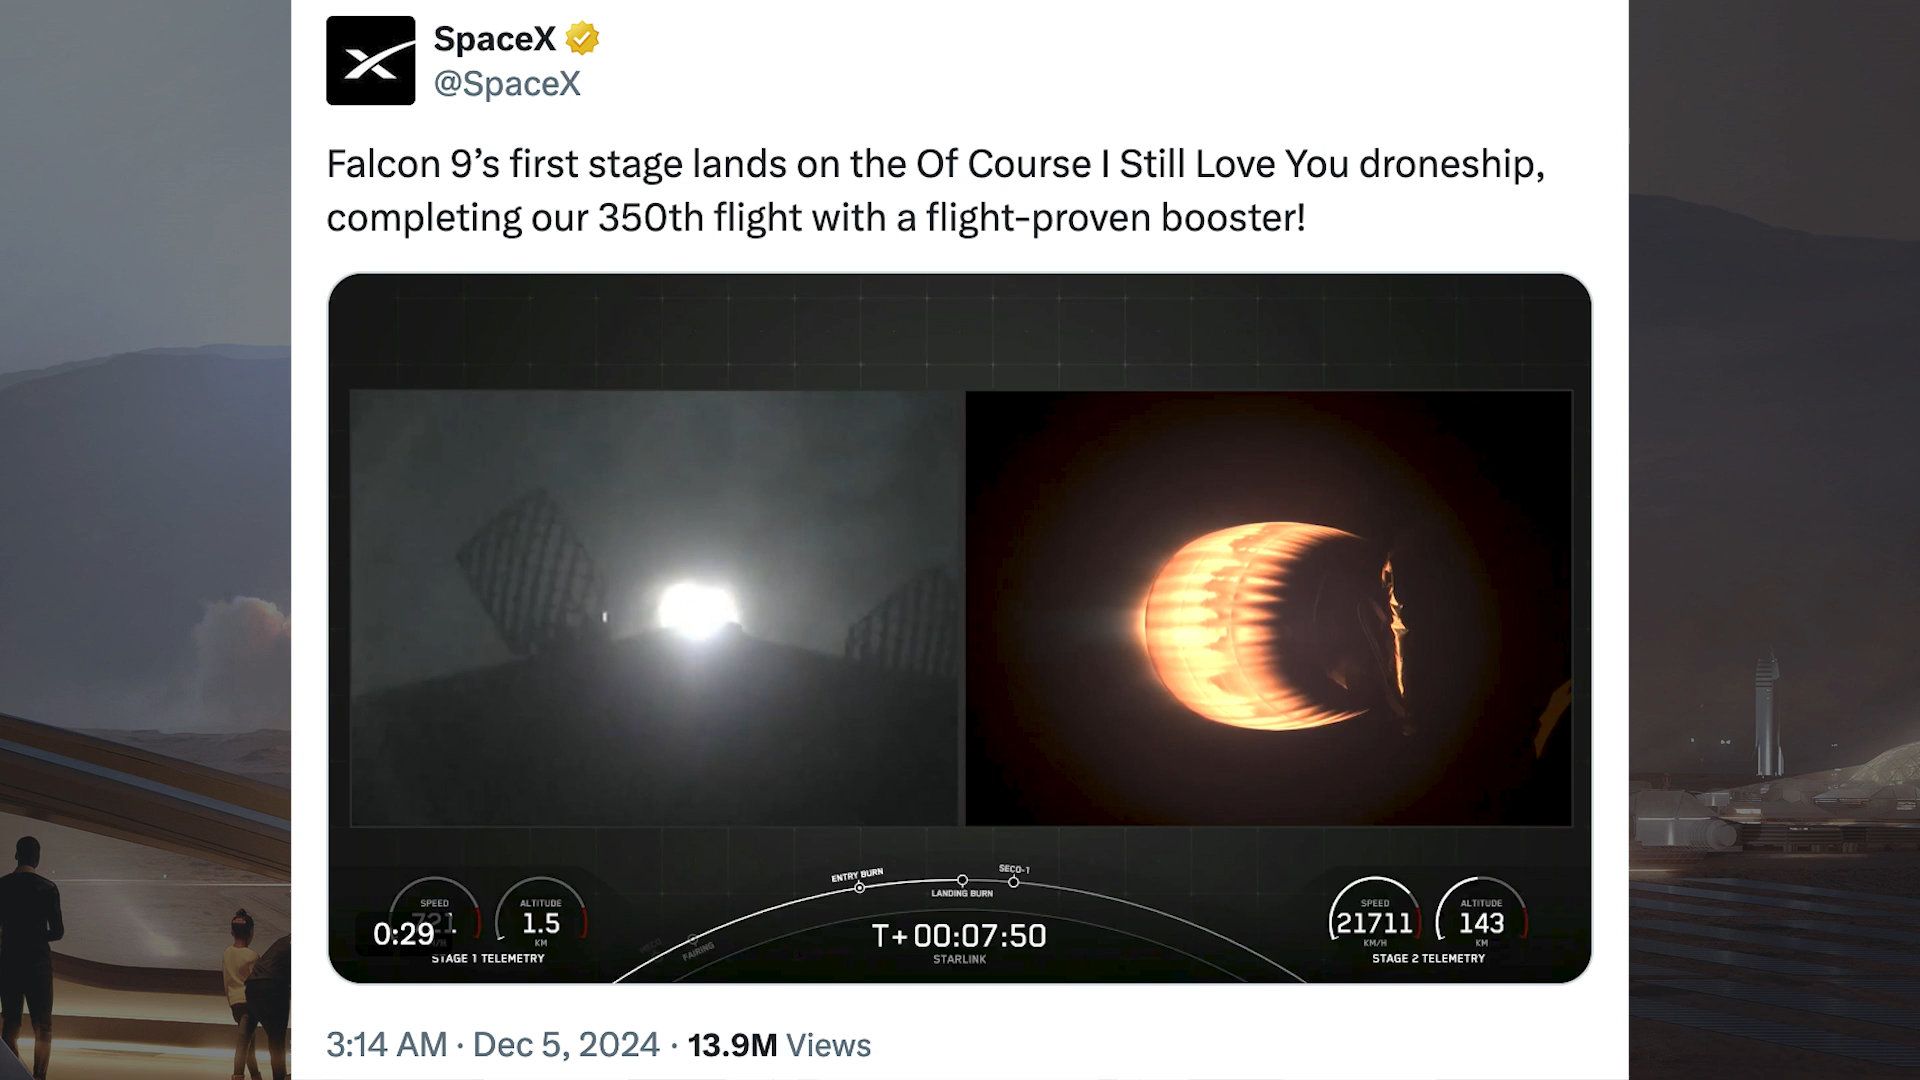 SpaceX
@SpaceX
Falcon 9’s first stage lands on the Of Course I Still Love You droneship,
completing our 350th flight with a flight-proven booster!
ENTRY BURN
LANDING BURN
SECO-1
FAIRING
SPEED
ALTITUDE
1.5
KM
0:29
STAGE 1 TELEMETRY
T+00:07:50
STARLINK
SPEED
21711
KM/H
ALTITUDE
143
KM
STAGE 2 TELEMETRY
3:14 AM · Dec 5, 2024 · 13.9M Views